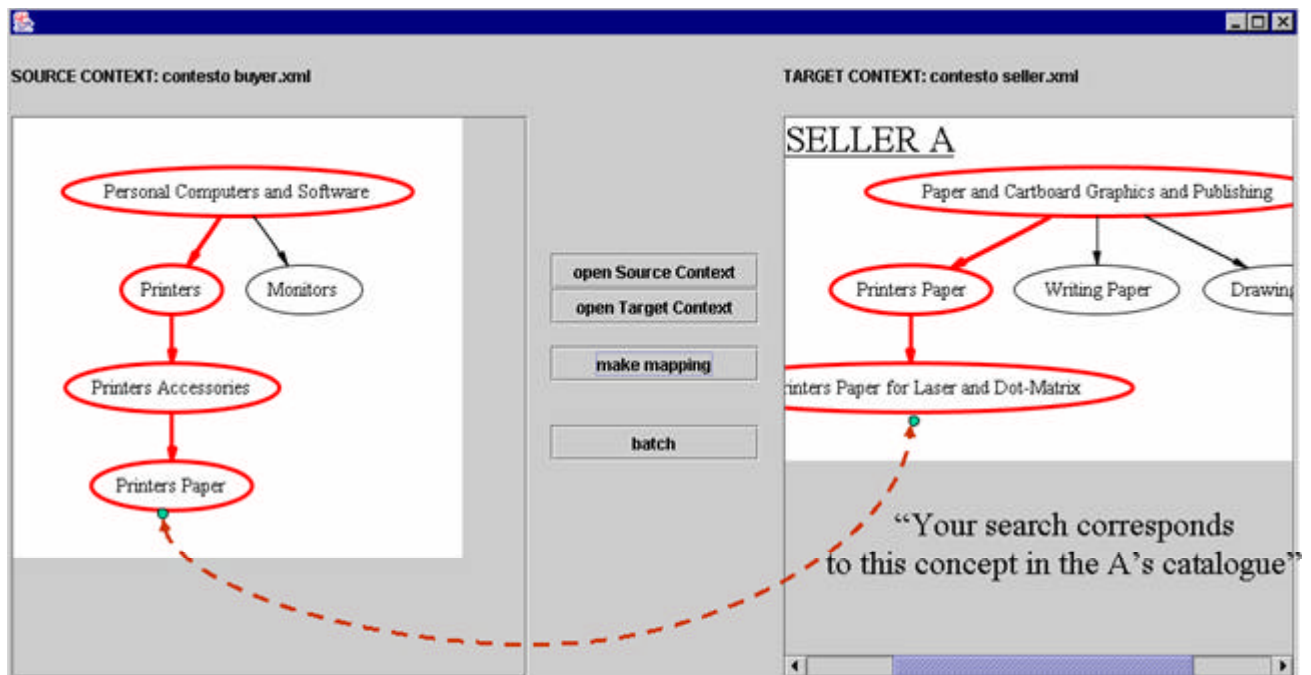 SOURCE CONTEXT: contesto buyer.xml
TARGET CONTEXT: contesto seller.xml
SELLER A
Personal Computers and Software
Paper and Cartboard Graphics and Publishing
Printers
Monitors
open Source Context
open Target Context
Printers Paper
Writing Paper
make mapping
Printers Accessories
Paper for Laser and Dot-Matrix
batch
Printers Paper
“Your search corresponds
to this concept in the A’s catalogue”